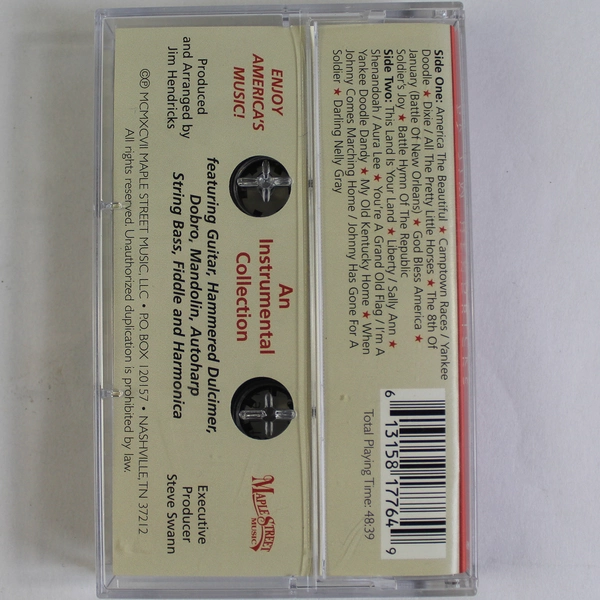 Side One: America The Beautiful ★ Camptown Races / Yankee
Doodle ★ Dixie / All The Pretty Little Horses ★ The 8th Of
January (Battle Of New Orleans) ★ God Bless America ★
Soldier's Joy ★ Battle Hymn Of The Republic
Side Two: This Land Is Your Land ★ Liberty / Sally Ann ★
Shenandoah / Aura Lee ★ You're A Grand Old Flag / I'm A
Yankee Doodle Dandy ★ My Old Kentucky Home ★ When
Johnny Comes Marching Home / Johnny Has Gone For A
Soldier ★ Darling Nelly Gray
6 13158 17764 9
Total Playing Time: 48:39
ENJOY
AMERICA'S
MUSIC!
Produced
and Arranged by
Jim Hendricks
An
Instrumental
Collection
featuring Guitar, Hammered Dulcimer,
Dobro, Mandolin, Autoharp
String Bass, Fiddle and Harmonica
MAPLE STREET
MUSIC
Executive
Producer
Steve Swann
©℗ MCMXCVII MAPLE STREET MUSIC, LLC • P.O. BOX 120157 • NASHVILLE, TN 37212
All rights reserved. Unauthorized duplication is prohibited by law.